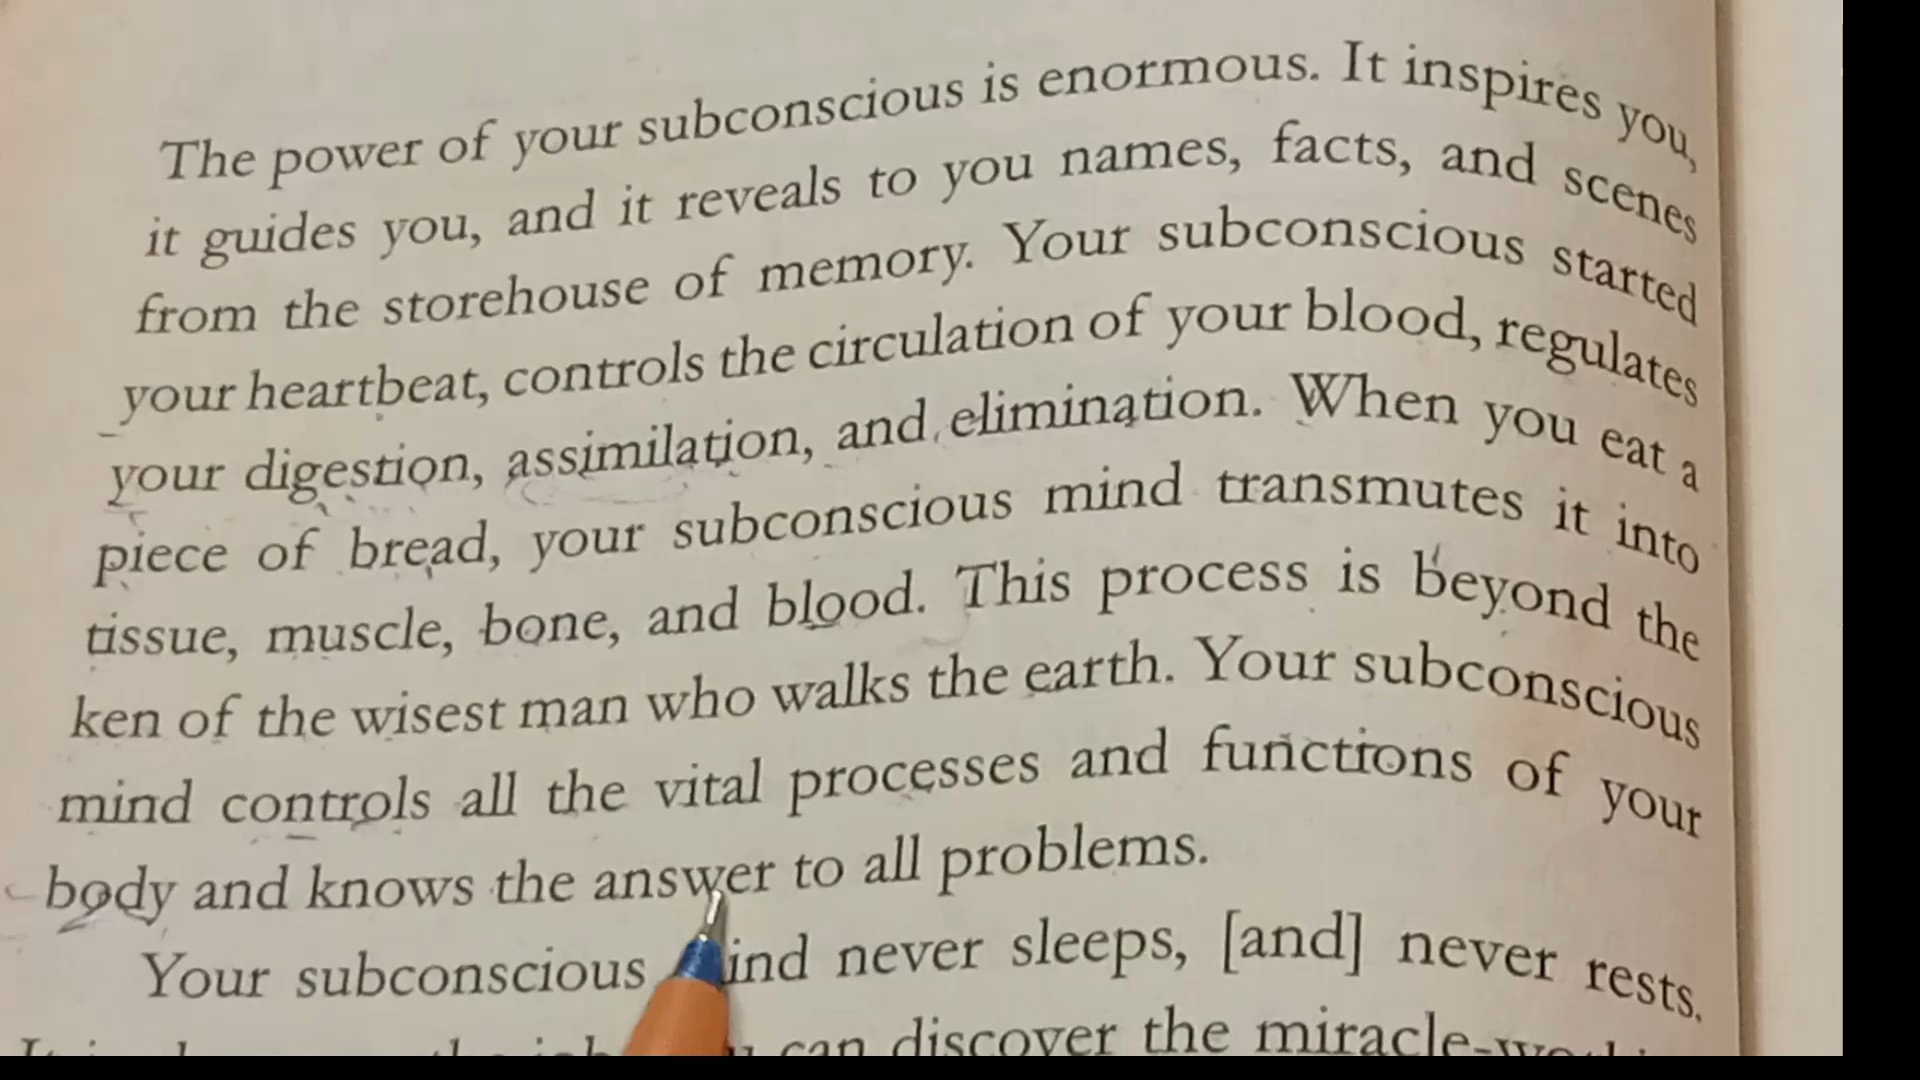 The power of your subconscious is enormous. It inspires you,
it guides you, and it reveals to you names, facts, and scenes
from the storehouse of memory. Your subconscious started
your heartbeat, controls the circulation of your blood, regulates
your digestion, assimilation, and elimination. When you eat a
piece of bread, your subconscious mind transmutes it into
tissue, muscle, bone, and blood. This process is beyond the
ken of the wisest man who walks the earth. Your subconscious
mind controls all the vital processes and functions of your
body and knows the answer to all problems.
Your subconscious never sleeps, [and] never rests.
can discover the